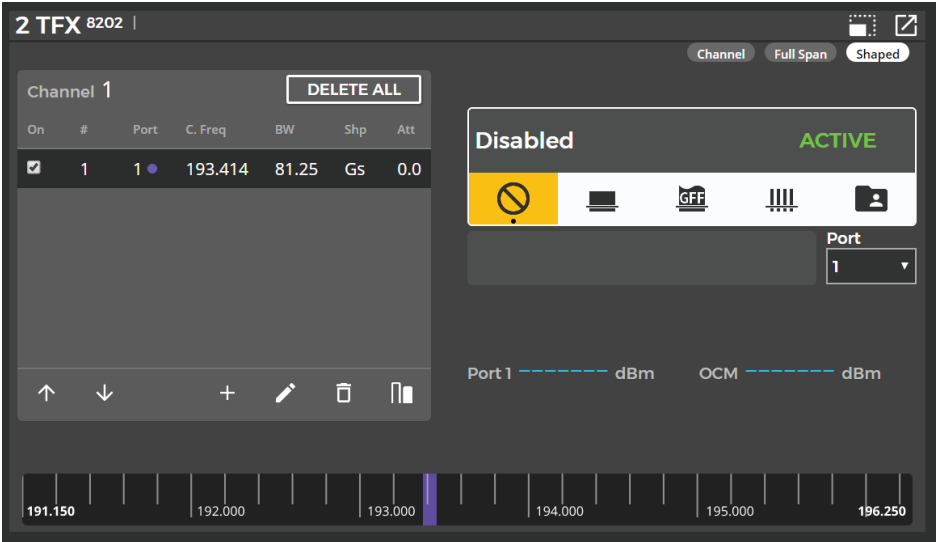 2 TFX 8202
Channel Full Span Shaped
Channel 1 DELETE ALL
On # Port C. Freq BW Shp Att
1 1 193.414 81.25 Gs 0.0
Disabled ACTIVE
GFF
Port
1
Port 1 dBm OCM dBm
191.150 192.000 193.000 194.000 195.000 196.250